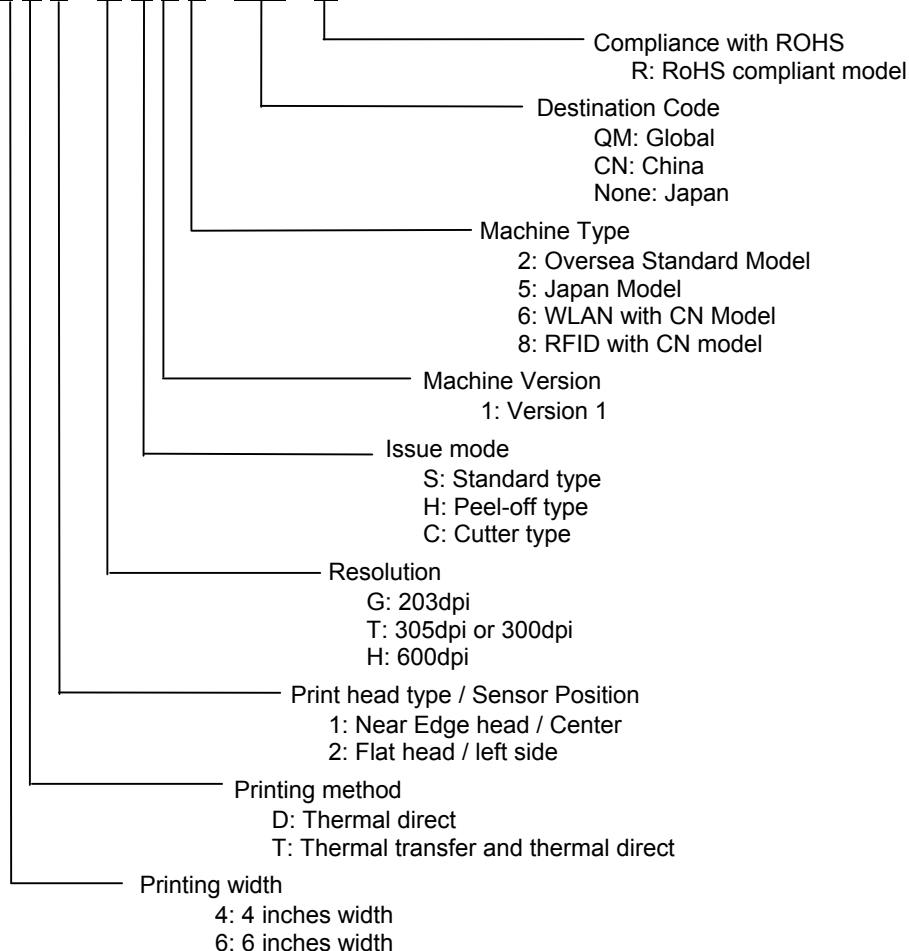 Compliance with ROHS
R: RoHS compliant model
Destination Code
QM: Global
CN: China
None: Japan
Machine Type
2: Oversea Standard Model
5: Japan Model
6: WLAN with CN Model
8: RFID with CN model
Machine Version
1: Version 1
Issue mode
S: Standard type
H: Peel-off type
C: Cutter type
Resolution
G: 203dpi
T: 305dpi or 300dpi
H: 600dpi
Print head type / Sensor Position
1: Near Edge head / Center
2: Flat head / left side
Printing method
D: Thermal direct
T: Thermal transfer and thermal direct
Printing width
4: 4 inches width
6: 6 inches width